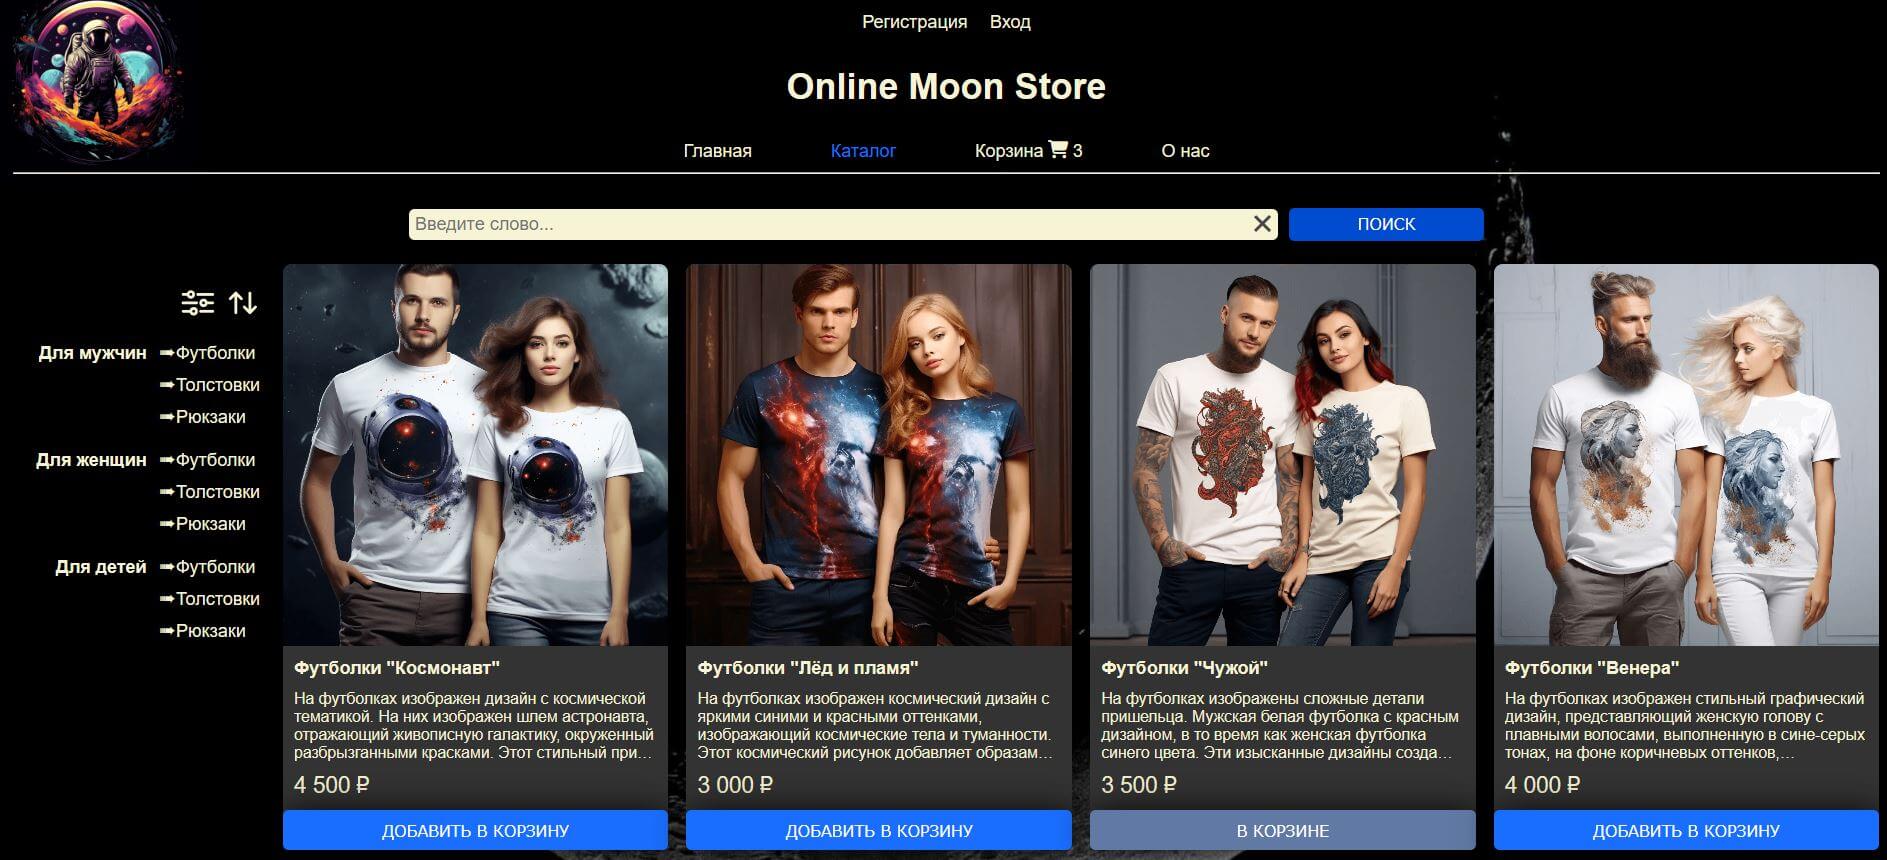 Регистрация Вход
Online Moon Store
Главная Каталог Корзина 3 О нас
Введите слово... ПОИСК
Для мужчин ➟Футболки
➟Толстовки
➟Рюкзаки
Для женщин ➟Футболки
➟Толстовки
➟Рюкзаки
Для детей ➟Футболки
➟Толстовки
➟Рюкзаки
Футболки "Космонавт"
На футболках изображен дизайн с космической
тематикой. На них изображен шлем астронавта,
отражающий живописную галактику, окруженный
разбрызганными красками. Этот стильный при...
4 500 ₽
ДОБАВИТЬ В КОРЗИНУ
Футболки "Лёд и пламя"
На футболках изображен космический дизайн с
яркими синими и красными оттенками,
изображающий космические тела и туманности.
Этот космический рисунок добавляет образам...
3 000 ₽
ДОБАВИТЬ В КОРЗИНУ
Футболки "Чужой"
На футболках изображены сложные детали
пришельца. Мужская белая футболка с красным
дизайном, в то время как женская футболка
синего цвета. Эти изысканные дизайны созда...
3 500 ₽
В КОРЗИНЕ
Футболки "Венера"
На футболках изображен стильный графический
дизайн, представляющий женскую голову с
плавными волосами, выполненную в сине-серых
тонах, на фоне коричневых оттенков,...
4 000 ₽
ДОБАВИТЬ В КОРЗИНУ